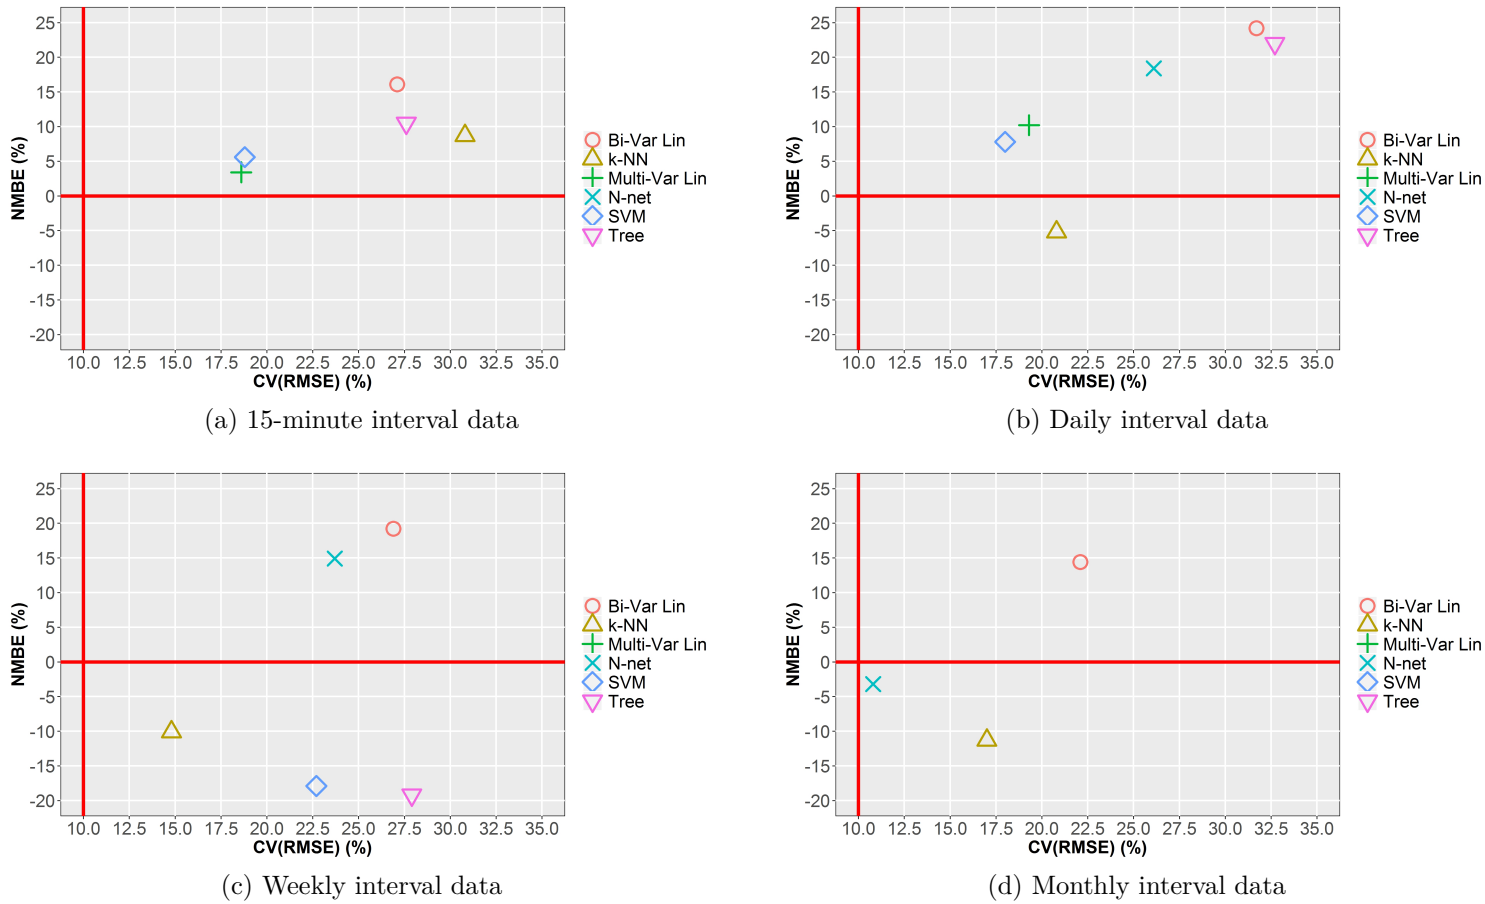 25
20
15
10
5
0
-5
-10
-15
-20
NMBE (%)
10.0 12.5 15.0 17.5 20.0 22.5 25.0 27.5 30.0 32.5 35.0
CV(RMSE) (%)
Bi-Var Lin
k-NN
Multi-Var Lin
N-net
SVM
Tree
(a) 15-minute interval data
25
20
15
10
5
0
-5
-10
-15
-20
NMBE (%)
10.0 12.5 15.0 17.5 20.0 22.5 25.0 27.5 30.0 32.5 35.0
CV(RMSE) (%)
Bi-Var Lin
k-NN
Multi-Var Lin
N-net
SVM
Tree
(b) Daily interval data
25
20
15
10
5
0
-5
-10
-15
-20
NMBE (%)
10.0 12.5 15.0 17.5 20.0 22.5 25.0 27.5 30.0 32.5 35.0
CV(RMSE) (%)
Bi-Var Lin
k-NN
Multi-Var Lin
N-net
SVM
Tree
(c) Weekly interval data
25
20
15
10
5
0
-5
-10
-15
-20
NMBE (%)
10.0 12.5 15.0 17.5 20.0 22.5 25.0 27.5 30.0 32.5 35.0
CV(RMSE) (%)
Bi-Var Lin
k-NN
Multi-Var Lin
N-net
SVM
Tree
(d) Monthly interval data